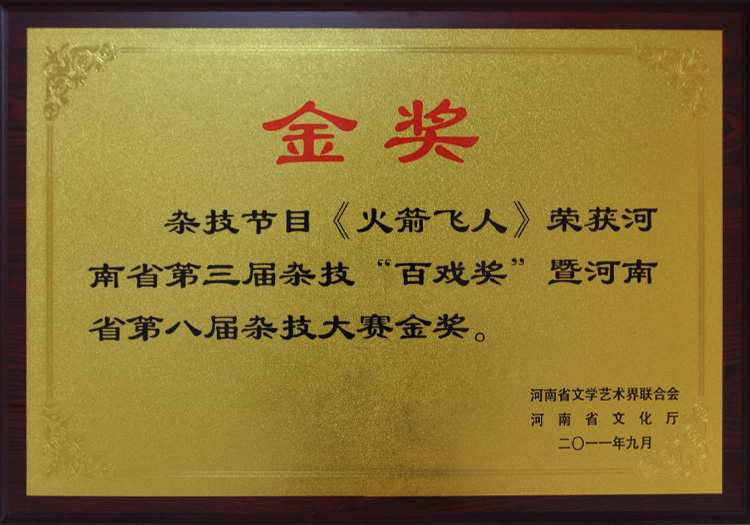 金奖
杂技节目《火箭飞人》荣获河
南省第三届杂技“百戏奖”暨河南
省第八届杂技大赛金奖。
河南省文学艺术界联合会
河南省文化厅
二〇一一年九月